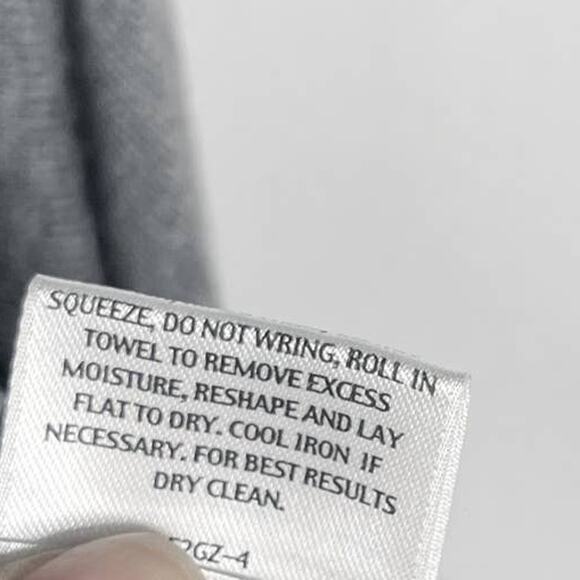 SQUEEZE, DO NOT WRING, ROLL IN
TOWEL TO REMOVE EXCESS
MOISTURE, RESHAPE AND LAY
FLAT TO DRY. COOL IRON IF
NECESSARY. FOR BEST RESULTS
DRY CLEAN.